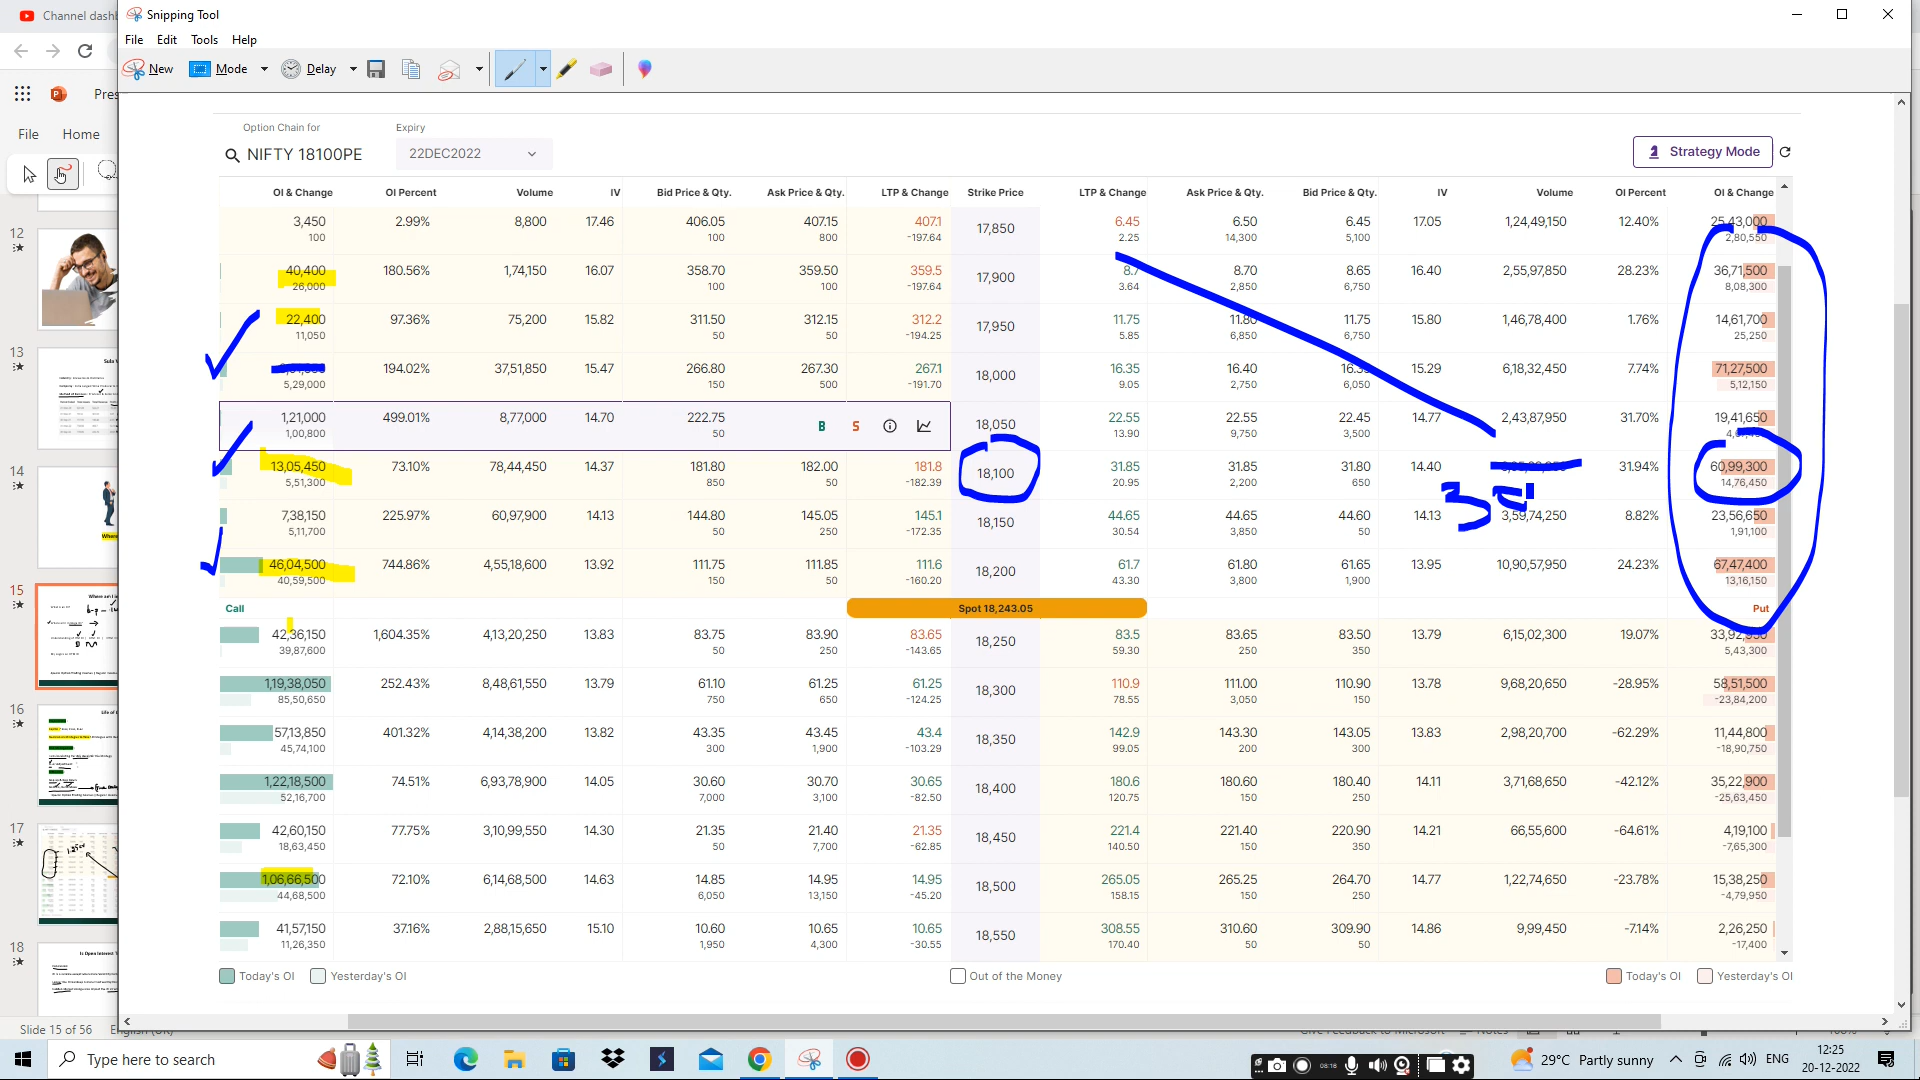 Channel dashb
Snipping Tool
File Edit Tools Help
New Mode Delay
Pres
File Home
Option Chain for Expiry
NIFTY 18100PE 22DEC2022 Strategy Mode
OI & Change OI Percent Volume IV Bid Price & Qty. Ask Price & Qty. LTP & Change Strike Price LTP & Change Ask Price & Qty. Bid Price & Qty. IV Volume OI Percent OI & Change
3,450 2.99% 8,800 17.46 406.05 407.15 407.1 17,850 6.45 6.50 6.45 17.05 1,24,49,150 12.40% 25,43,000
100 100 800 -197.64 2.25 14,300 5,100 2,80,550
40,400 180.56% 1,74,150 16.07 358.70 359.50 359.5 17,900 8.7 8.70 8.65 16.40 2,55,97,850 28.23% 36,71,500
26,000 100 100 -197.64 3.64 2,850 6,750 8,08,300
22,400 97.36% 75,200 15.82 311.50 312.15 312.2 17,950 11.75 11.80 11.75 15.80 1,46,78,400 1.76% 14,61,700
11,050 50 50 -194.25 5.85 6,850 6,750 25,250
194.02% 37,51,850 15.47 266.80 267.30 267.1 18,000 16.35 16.40 15.29 6,18,32,450 7.74% 71,27,500
5,29,000 150 500 -191.70 9.05 2,750 6,050 5,12,150
1,21,000 499.01% 8,77,000 14.70 222.75 B S 18,050 22.55 22.55 22.45 14.77 2,43,87,950 31.70% 19,41,650
1,00,800 50 13.90 9,750 3,500
13,05,450 73.10% 78,44,450 14.37 181.80 182.00 181.8 18,100 31.85 31.85 31.80 14.40 31.94% 60,99,300
5,51,300 850 50 -182.39 20.95 2,200 650 14,76,450
7,38,150 225.97% 60,97,900 14.13 144.80 145.05 145.1 18,150 44.65 44.65 44.60 14.13 3,59,74,250 8.82% 23,56,650
5,11,700 50 250 -172.35 30.54 3,850 50 1,91,100
46,04,500 744.86% 4,55,18,600 13.92 111.75 111.85 111.6 18,200 61.7 61.80 61.65 13.95 10,90,57,950 24.23% 67,47,400
40,59,500 150 50 -160.20 43.30 3,800 1,900 13,16,150
Call Spot 18,243.05 Put
42,36,150 1,604.35% 4,13,20,250 13.83 83.75 83.90 83.65 18,250 83.5 83.65 83.50 13.79 6,15,02,300 19.07% 33,92,950
39,87,600 50 250 -143.65 59.30 250 350 5,43,300
1,19,38,050 252.43% 8,48,61,550 13.79 61.10 61.25 61.25 18,300 110.9 111.00 110.90 13.78 9,68,20,650 -28.95% 58,51,500
85,50,650 750 650 -124.25 78.55 3,050 150 -23,84,200
57,13,850 401.32% 4,14,38,200 13.82 43.35 43.45 43.4 18,350 142.9 143.30 143.05 13.83 2,98,20,700 -62.29% 11,44,800
45,74,100 300 1,900 -103.29 99.05 200 300 -18,90,750
1,22,18,500 74.51% 6,93,78,900 14.05 30.60 30.70 30.65 18,400 180.6 180.60 180.40 14.11 3,71,68,650 -42.12% 35,22,900
52,16,700 7,000 3,100 -82.50 120.75 150 250 -25,63,450
42,60,150 77.75% 3,10,99,550 14.30 21.35 21.40 21.35 18,450 221.4 221.40 220.90 14.21 66,55,600 -64.61% 4,19,100
18,63,450 50 7,700 -62.85 140.50 150 350 -7,65,300
1,06,66,500 72.10% 6,14,68,500 14.63 14.85 14.95 14.95 18,500 265.05 265.25 264.70 14.77 1,22,74,650 -23.78% 15,38,250
44,68,500 6,050 13,150 -45.20 158.15 150 250 -4,79,950
41,57,150 37.16% 2,88,15,650 15.10 10.60 10.65 10.65 18,550 308.55 310.60 309.90 14.86 9,99,450 -7.14% 2,26,250
11,26,350 1,950 4,300 -30.55 170.40 50 50 -17,400
Today's OI Yesterday's OI Out of the Money Today's OI Yesterday's OI
12
13
14
15
16
17
18
Slide 15 of 56
Type here to search
08:16
29°C Partly sunny ENG 12:25
20-12-2022